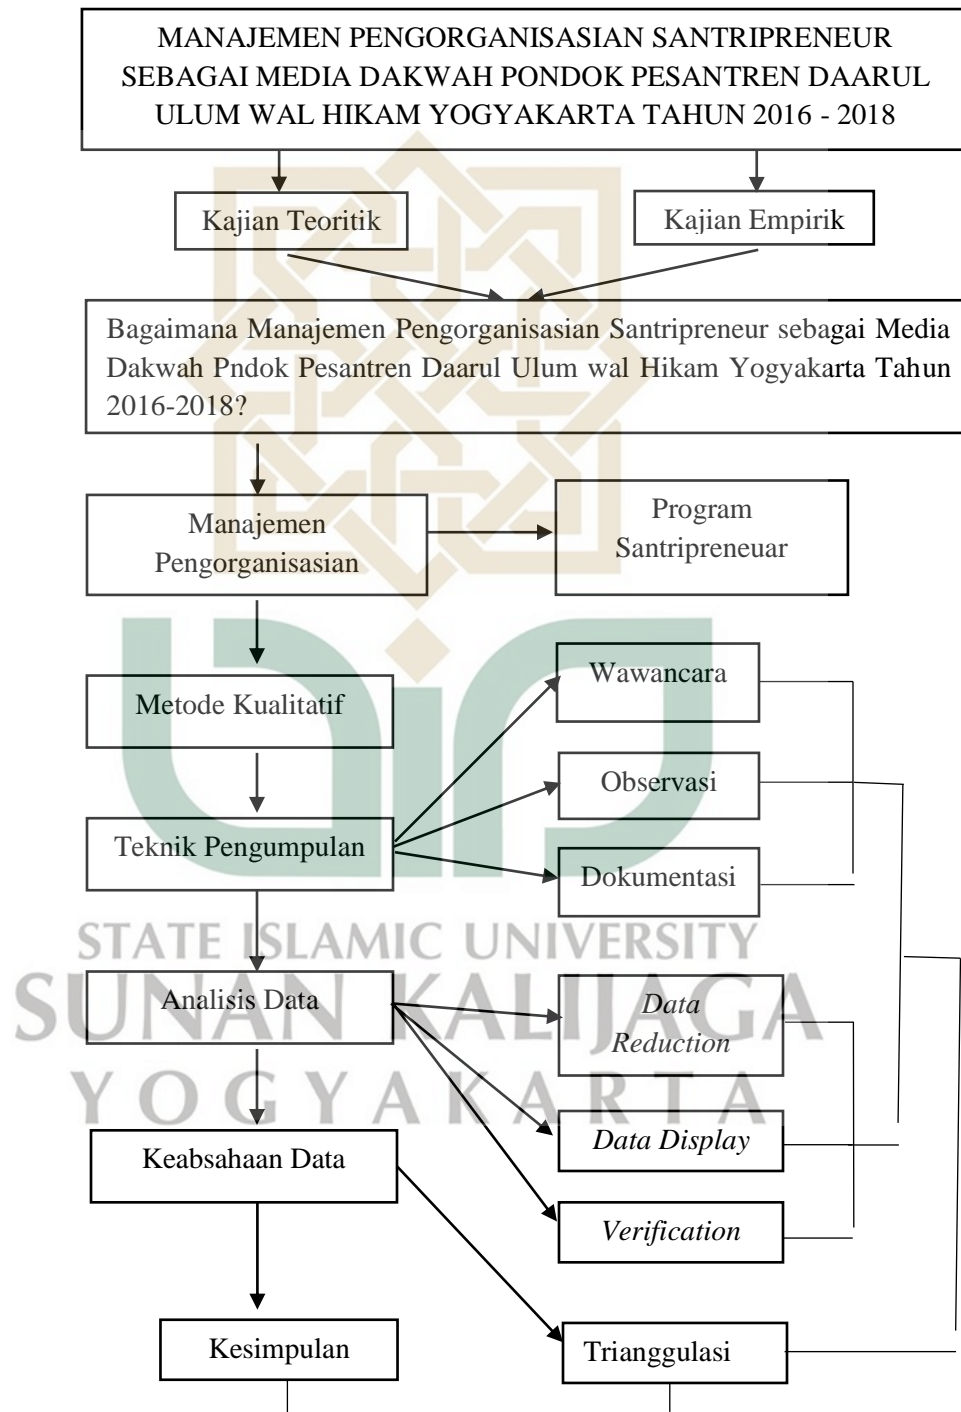 MANAJEMEN PENGORGANISASIAN SANTRIPRENEUR
SEBAGAI MEDIA DAKWAH PONDOK PESANTREN DAARUL
ULUM WAL HIKAM YOGYAKARTA TAHUN 2016 - 2018
Kajian Teoritik
Kajian Empirik
Bagaimana Manajemen Pengorganisasian Santripreneur sebagai Media
Dakwah Pndok Pesantren Daarul Ulum wal Hikam Yogyakarta Tahun
2016-2018?
Manajemen
Pengorganisasian
Program
Santripreneuar
Metode Kualitatif
Wawancara
Observasi
Teknik Pengumpulan
Dokumentasi
STATE ISLAMIC UNIVERSITY
SUNAN KALIJAGA
YOGYAKARTA
Analisis Data
Data
Reduction
Data Display
Keabsahaan Data
Verification
Kesimpulan
Trianggulasi